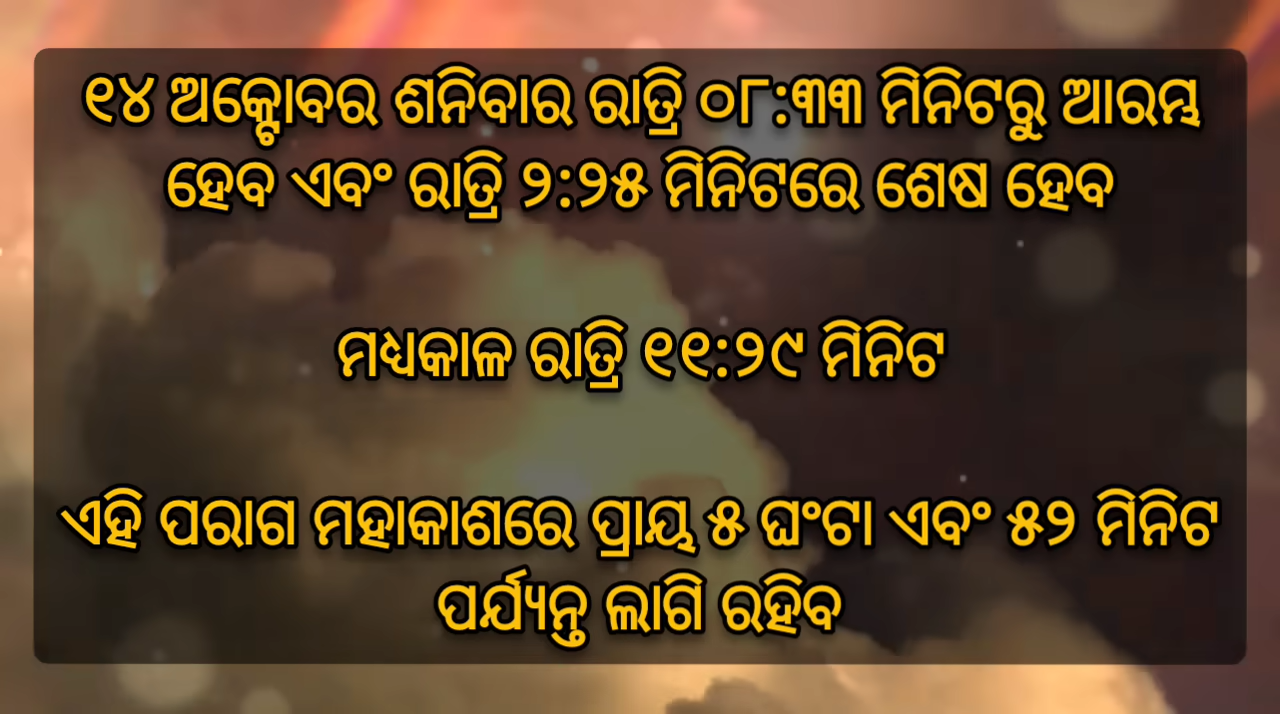 ୧୪ ଅକ୍ଟୋବର ଶନିବାର ରାତ୍ରି ୦୮:୩୩ ମିନିଟରୁ ଆରମ୍ଭ
ହେବ ଏବଂ ରାତ୍ରି ୨:୨୫ ମିନିଟରେ ଶେଷ ହେବ
ମଧ୍ୟକାଳ ରାତ୍ରି ୧୧:୨୯ ମିନିଟ
ଏହି ପରାଗ ମହାକାଶରେ ପ୍ରାୟ ୫ ଘଂଟା ଏବଂ ୫୨ ମିନିଟ
ପର୍ଯ୍ୟନ୍ତ ଲାଗି ରହିବ